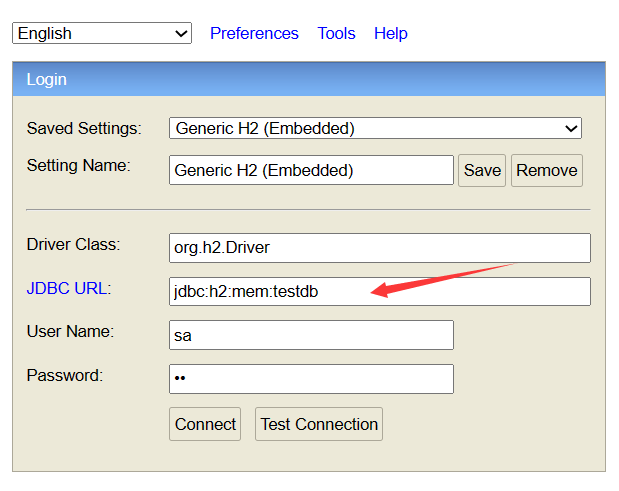 English Preferences Tools Help
Login
Saved Settings: Generic H2 (Embedded)
Setting Name: Generic H2 (Embedded) Save Remove
Driver Class: org.h2.Driver
JDBC URL: jdbc:h2:mem:testdb
User Name: sa
Password: ••
Connect Test Connection